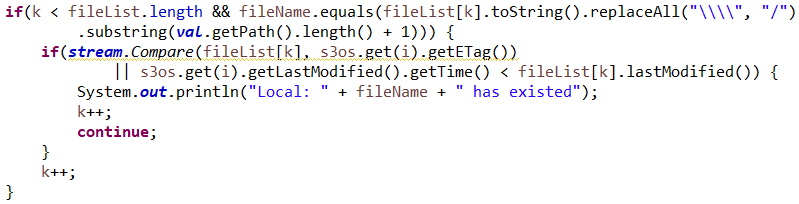 if(k < fileList.length && fileName.equals(fileList[k].toString().replaceAll("\\\\", "/")
.substring(val.getPath().length() + 1))) {
if(stream.Compare(fileList[k], s3os.get(i).getETag())
|| s3os.get(i).getLastModified().getTime() < fileList[k].lastModified()) {
System.out.println("Local: " + fileName + " has existed");
k++;
continue;
}
k++;
}